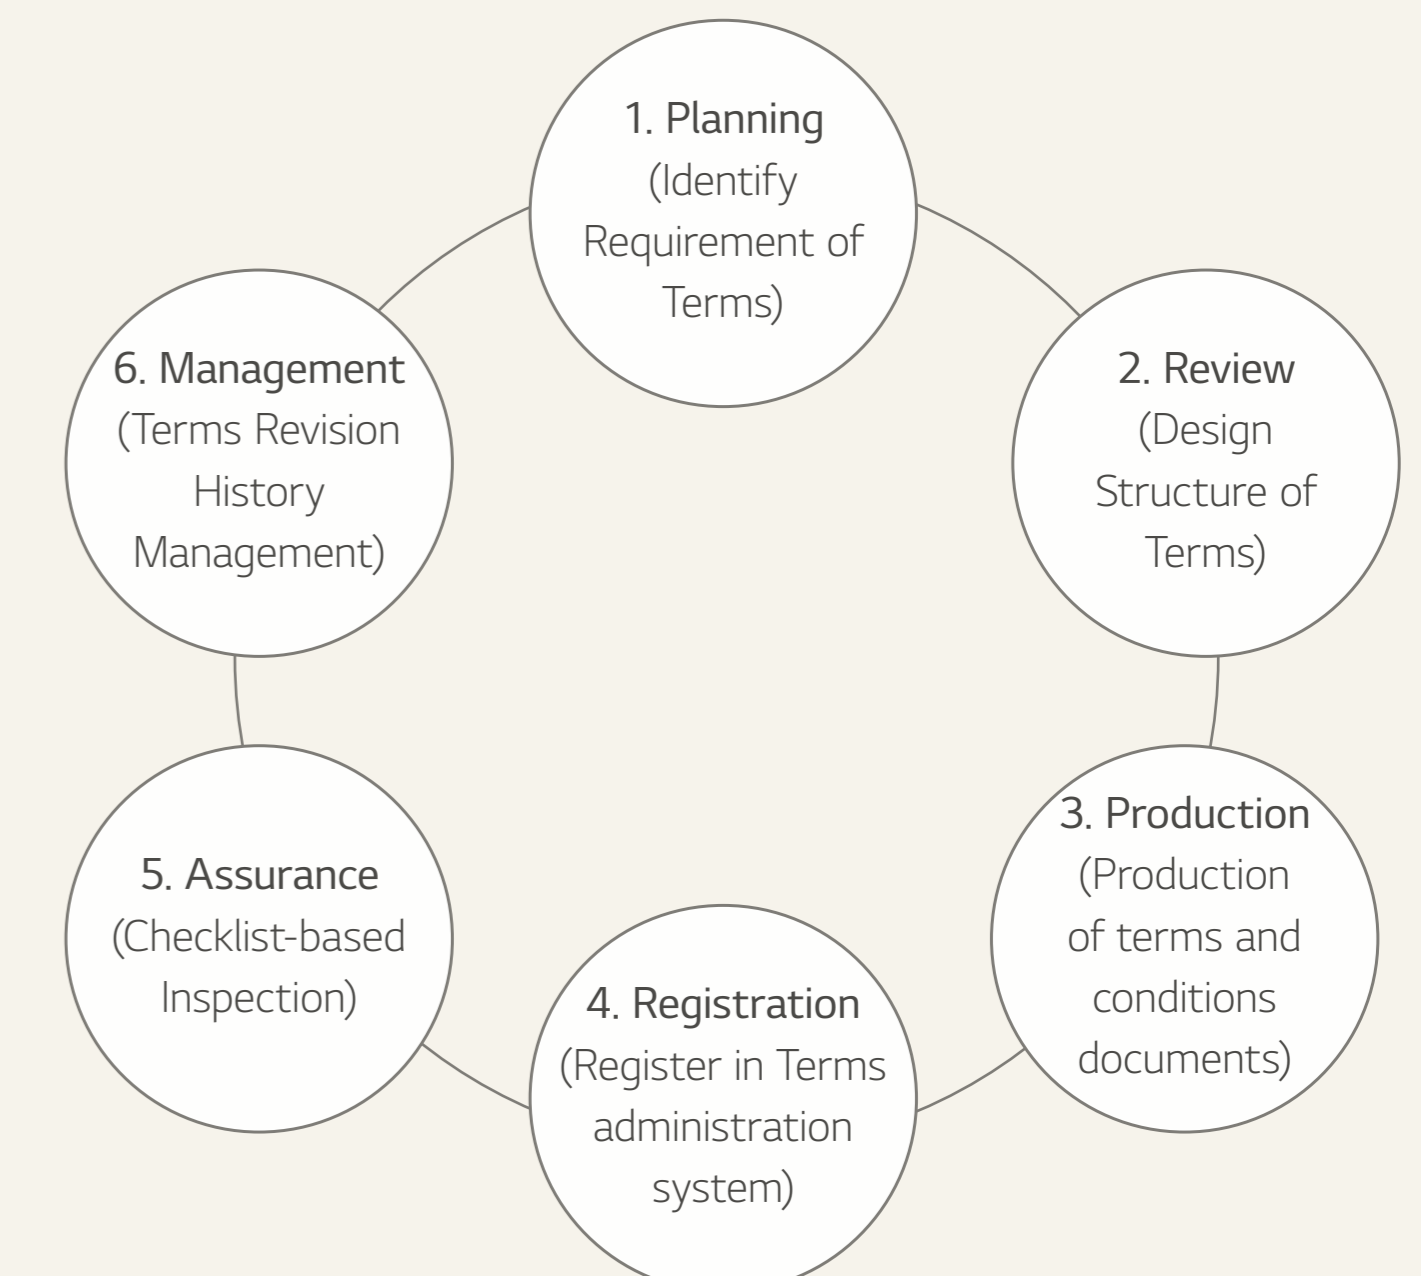 1. Planning
(Identify
Requirement of
Terms)
2. Review
(Design
Structure of
Terms)
3. Production
(Production
of terms and
conditions
documents)
4. Registration
(Register in Terms
administration
system)
5. Assurance
(Checklist-based
Inspection)
6. Management
(Terms Revision
History
Management)